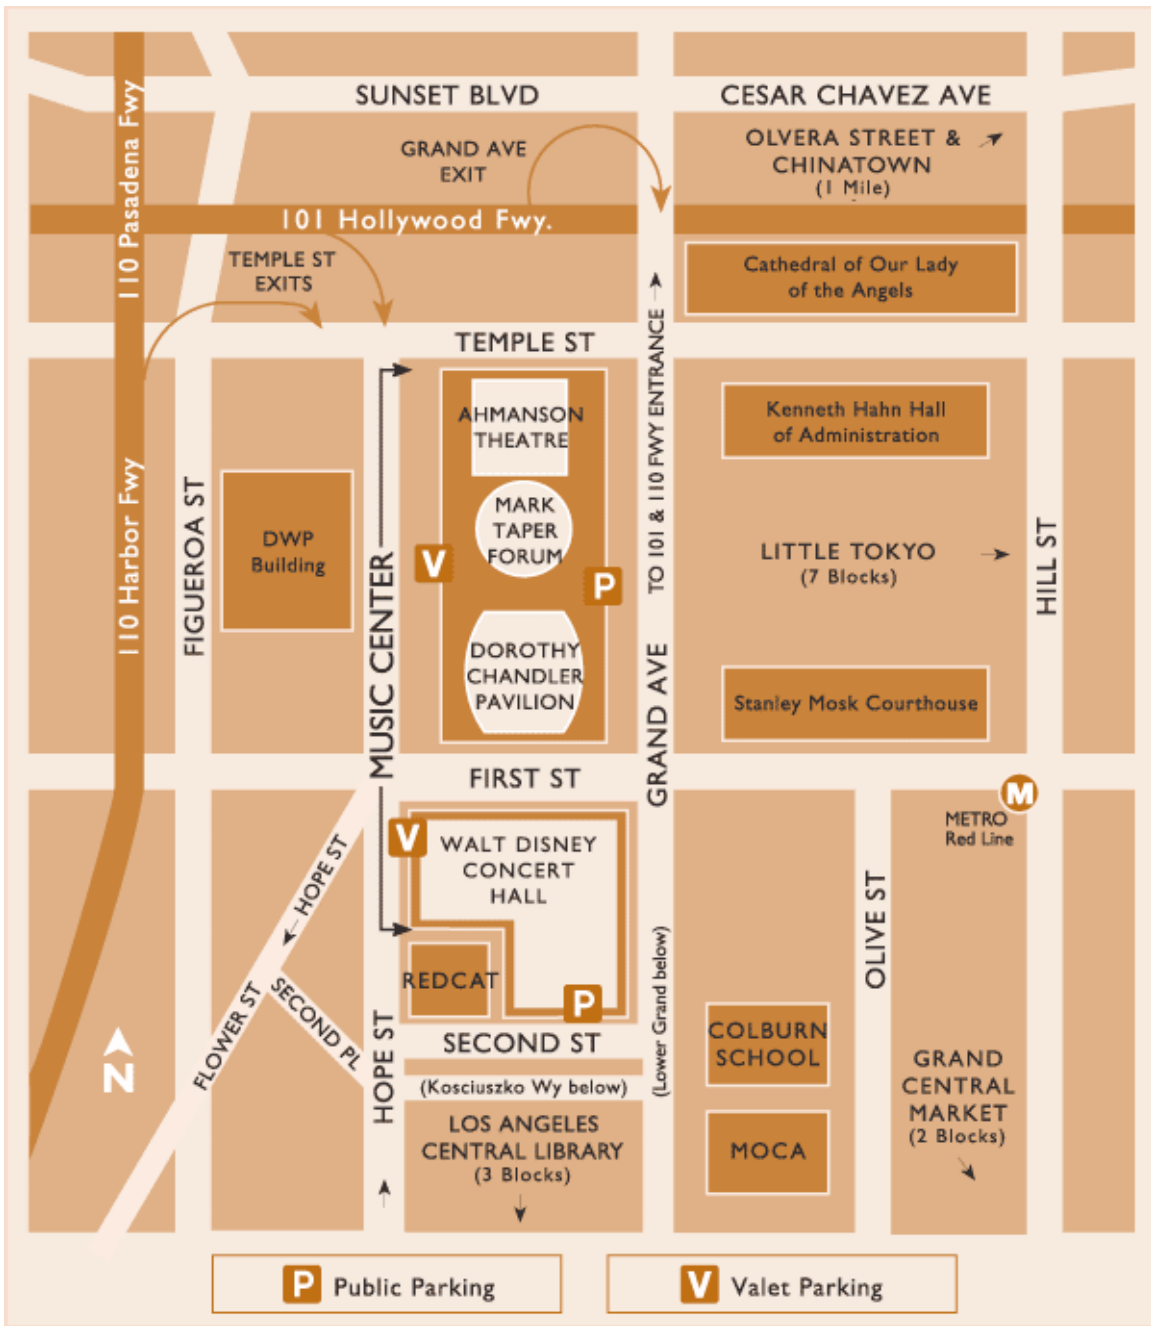 SUNSET BLVD
CESAR CHAVEZ AVE
110 Pasadena Fwy
GRAND AVE
EXIT
OLVERA STREET &
CHINATOWN
(1 Mile)
101 Hollywood Fwy.
TEMPLE ST
EXITS
Cathedral of Our Lady
of the Angels
TEMPLE ST
TO 101 & 110 FWY ENTRANCE
AHMANSON
THEATRE
Kenneth Hahn Hall
of Administration
110 Harbor Fwy
FIGUEROA ST
DWP
Building
MARK
TAPER
FORUM
V
P
LITTLE TOKYO
(7 Blocks)
HILL ST
MUSIC CENTER
DOROTHY
CHANDLER
PAVILION
GRAND AVE
Stanley Mosk Courthouse
FIRST ST
M
METRO
Red Line
V
WALT DISNEY
CONCERT
HALL
HOPE ST
OLIVE ST
REDCAT
P
(Lower Grand below)
FLOWER ST
SECOND PL
HOPE ST
SECOND ST
COLBURN
SCHOOL
N
(Kosciuszko Wy below)
GRAND
CENTRAL
MARKET
(2 Blocks)
LOS ANGELES
CENTRAL LIBRARY
(3 Blocks)
MOCA
P Public Parking
V Valet Parking